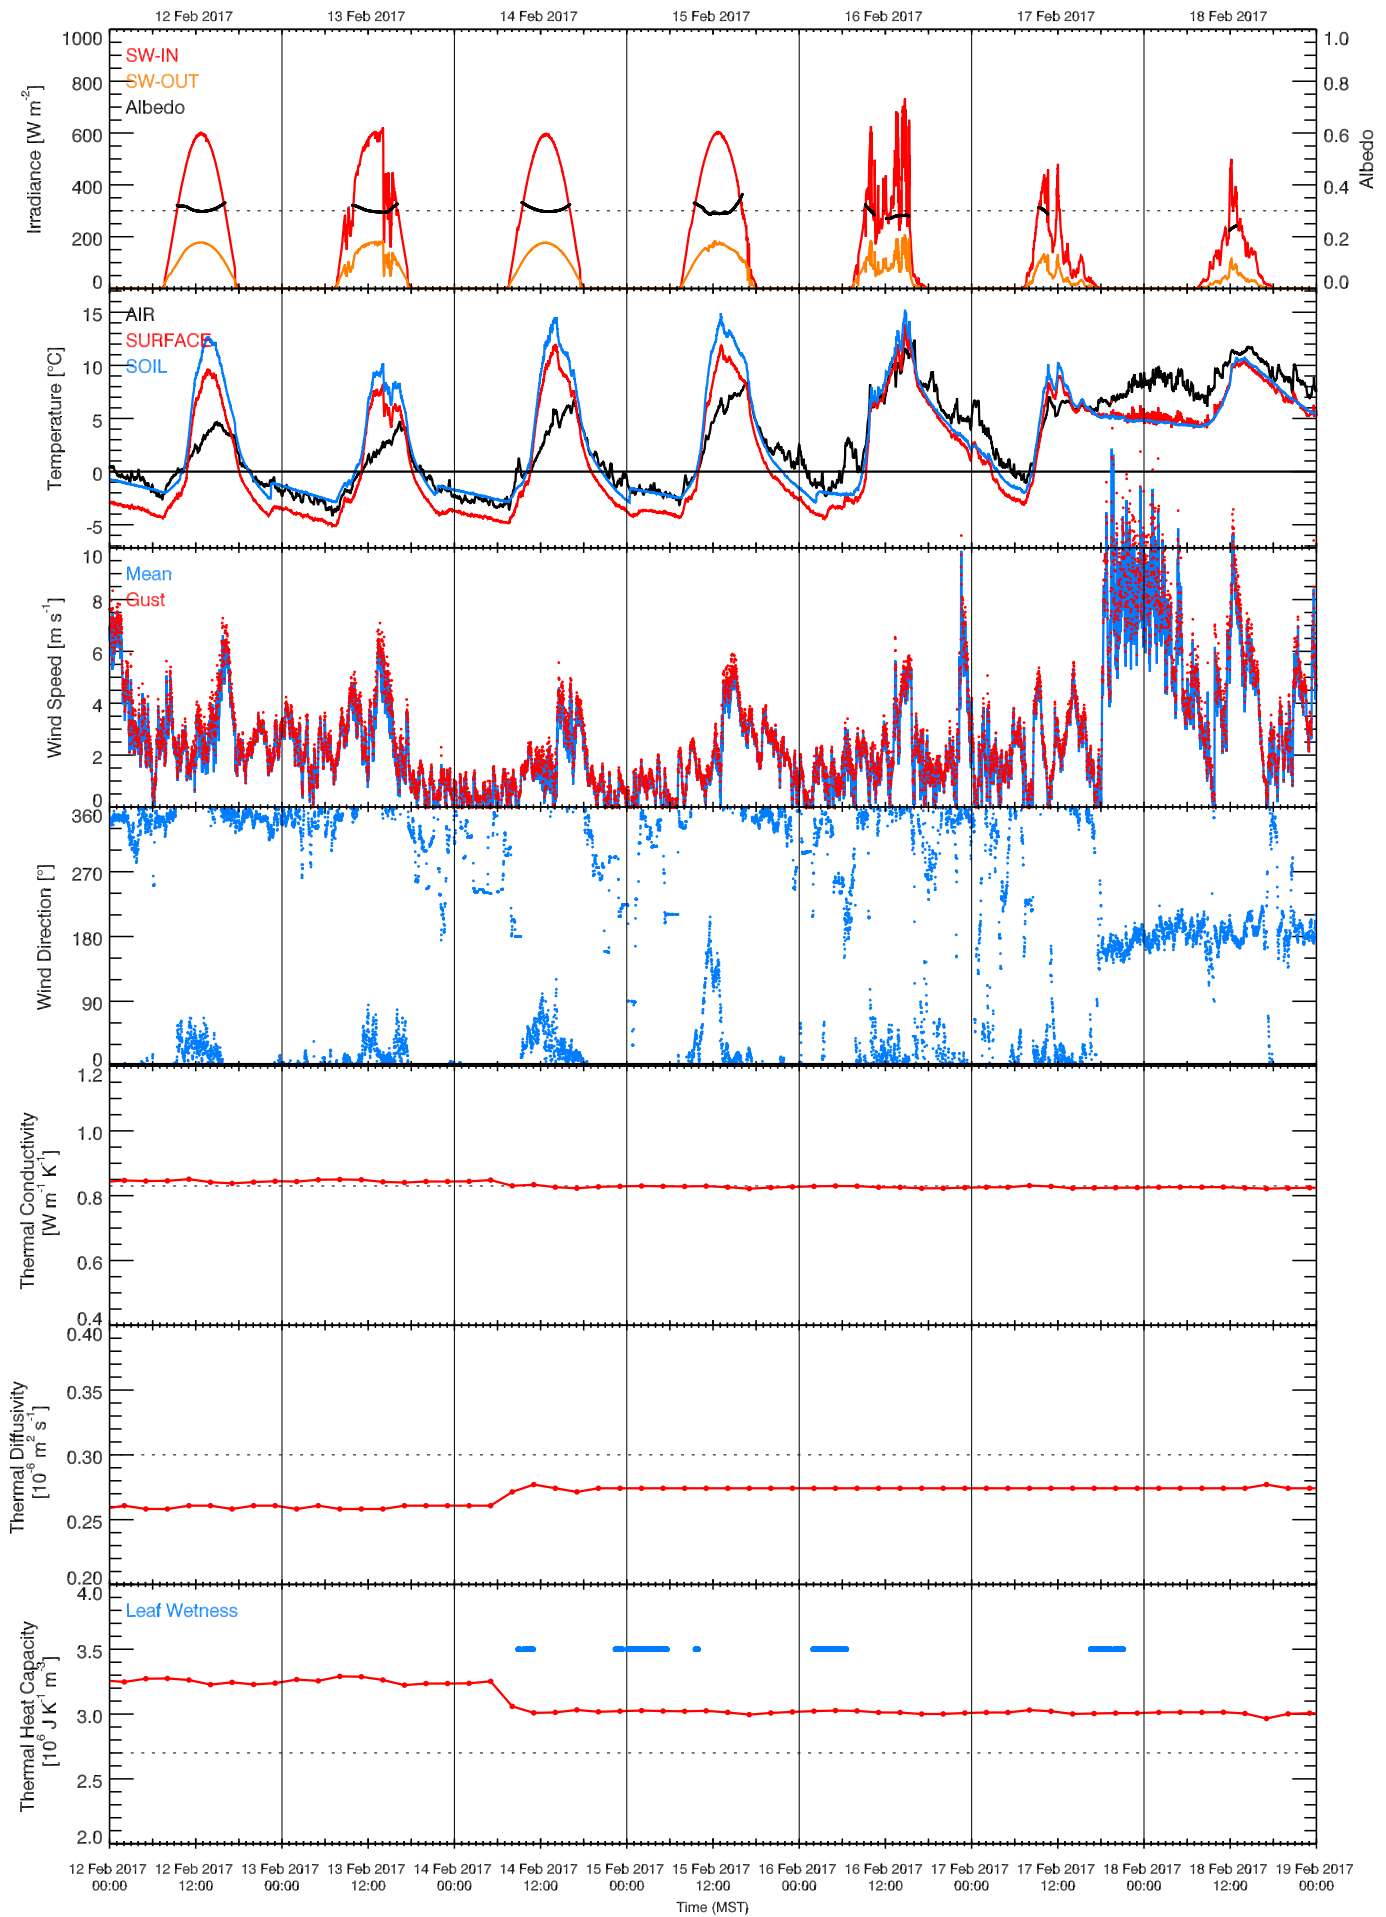 12 Feb 2017 13 Feb 2017 14 Feb 2017 15 Feb 2017 16 Feb 2017 17 Feb 2017 18 Feb 2017
1000
800
600
400
200
0
Irradiance [W m-2]
SW-IN
SW-OUT
Albedo
1.0
0.8
0.6
0.4
0.2
0.0
Albedo
15
10
5
0
-5
Temperature [°C]
AIR
SURFACE
SOIL
10
8
6
4
2
0
Wind Speed [m s-1]
Mean
Gust
360
270
180
90
0
Wind Direction [°]
1.2
1.0
0.8
0.6
0.4
Thermal Conductivity
[W m-1 K-1]
0.40
0.35
0.30
0.25
0.20
Thermal Diffusivity
[10-6 m2 s-1]
4.0
3.5
3.0
2.5
2.0
Thermal Heat Capacity
[106 J K-1 m-3]
Leaf Wetness
12 Feb 2017 12 Feb 2017 13 Feb 2017 13 Feb 2017 14 Feb 2017 14 Feb 2017 15 Feb 2017 15 Feb 2017 16 Feb 2017 16 Feb 2017 17 Feb 2017 17 Feb 2017 18 Feb 2017 18 Feb 2017 19 Feb 2017
00:00 12:00 00:00 12:00 00:00 12:00 00:00 12:00 00:00 12:00 00:00 12:00 00:00 12:00 00:00
Time (MST)